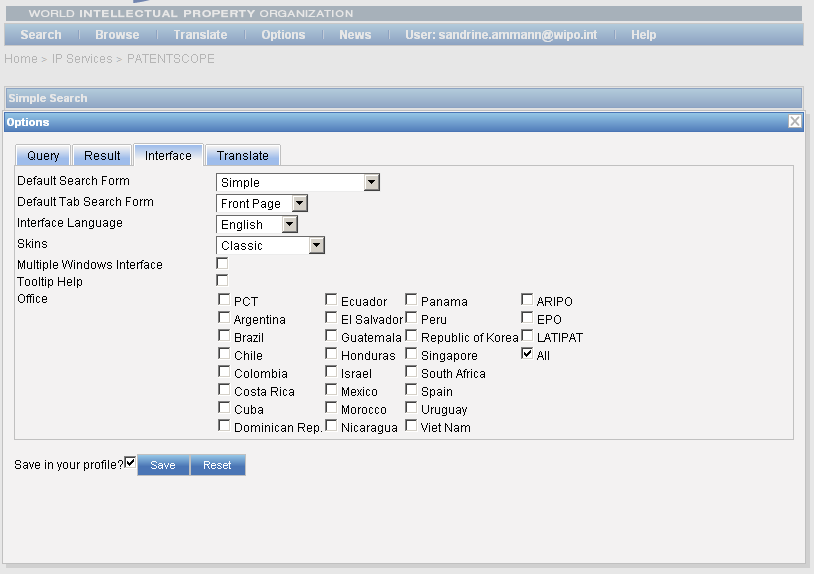 WORLD INTELLECTUAL PROPERTY ORGANIZATION
Search Browse Translate Options News User: sandrine.ammann@wipo.int Help
Home > IP Services > PATENTSCOPE
Simple Search
Options
Query Result Interface Translate
Default Search Form Simple
Default Tab Search Form Front Page
Interface Language English
Skins Classic
Multiple Windows Interface
Tooltip Help
Office PCT Ecuador Panama ARIPO
Argentina El Salvador Peru EPO
Brazil Guatemala Republic of Korea LATIPAT
Chile Honduras Singapore All
Colombia Israel South Africa
Costa Rica Mexico Spain
Cuba Morocco Uruguay
Dominican Rep. Nicaragua Viet Nam
Save in your profile? Save Reset